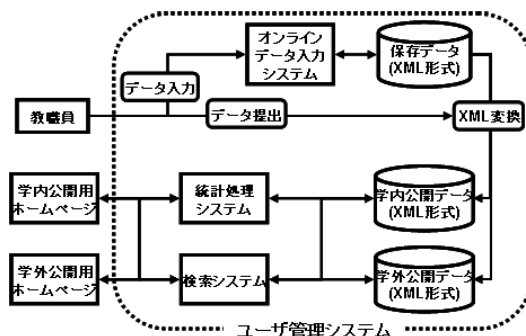 オンライン
データ入力
システム
保存データ
(XML形式)
データ入力
教職員
データ提出
XML変換
学内公開用
ホームページ
統計処理
システム
学内公開データ
(XML形式)
学外公開用
ホームページ
検索システム
学外公開データ
(XML形式)
ユーザ管理システム